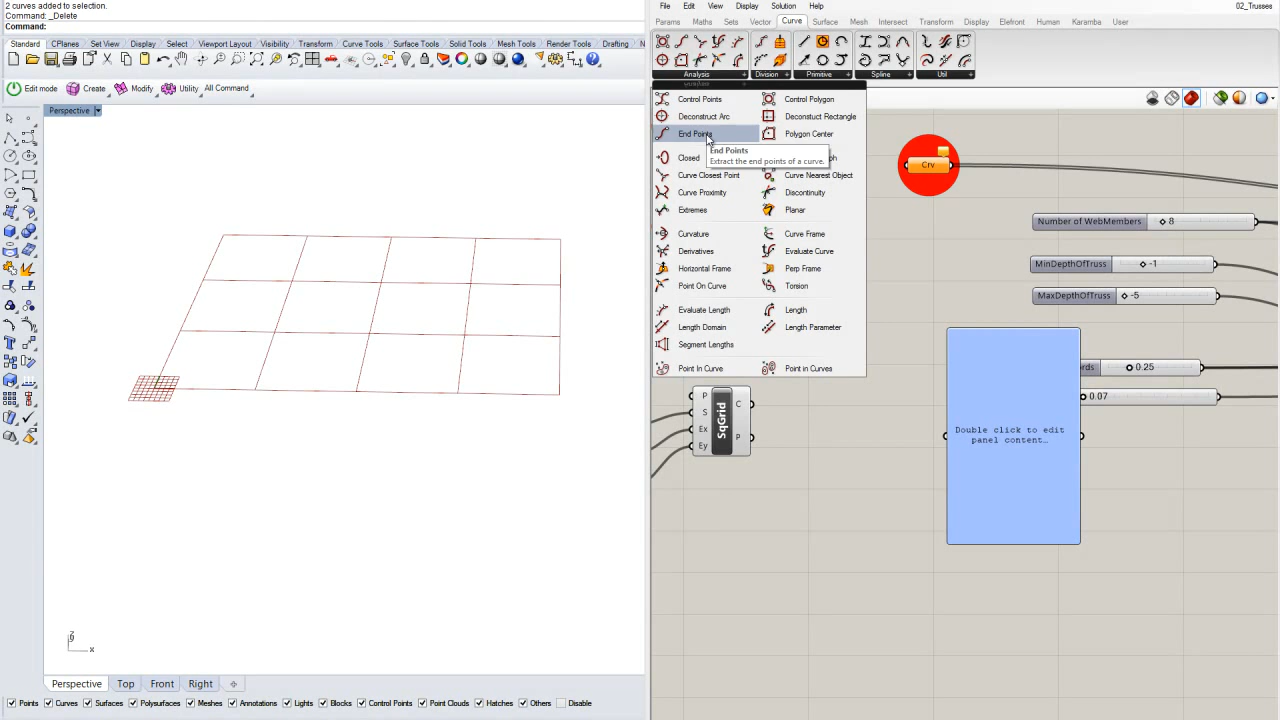 2 curves added to selection.
Command: _Delete
Command:
Standard CPlanes Set View Display Select Viewport Layout Visibility Transform Curve Tools Surface Tools Solid Tools Mesh Tools Render Tools Drafting
Edit mode Create Modify Utility All Command
Perspective
z
x
Perspective Top Front Right
Points Curves Surfaces Polysurfaces Meshes Annotations Lights Blocks Control Points Point Clouds Hatches Others Disable
File Edit View Display Solution Help 02_Trusses
Params Maths Sets Vector Curve Surface Mesh Intersect Transform Display Elefront Human Karamba User
Analysis Division Primitive Spline Util
Control Points Control Polygon
Deconstruct Arc Deconstuct Rectangle
End Points Polygon Center
End Points
Extract the end points of a curve.
Closed
Curve Closest Point Curve Nearest Object
Curve Proximity Discontinuity
Extremes Planar
Curvature Curve Frame
Derivatives Evaluate Curve
Horizontal Frame Perp Frame
Point On Curve Torsion
Evaluate Length Length
Length Domain Length Parameter
Segment Lengths
Point In Curve Point in Curves
Crv
Number of WebMembers 8
MinDepthOfTruss -1
MaxDepthOfTruss -5
0.25
0.07
Double click to edit
panel content…
P
S
Ex
Ey
SqGrid
C
P